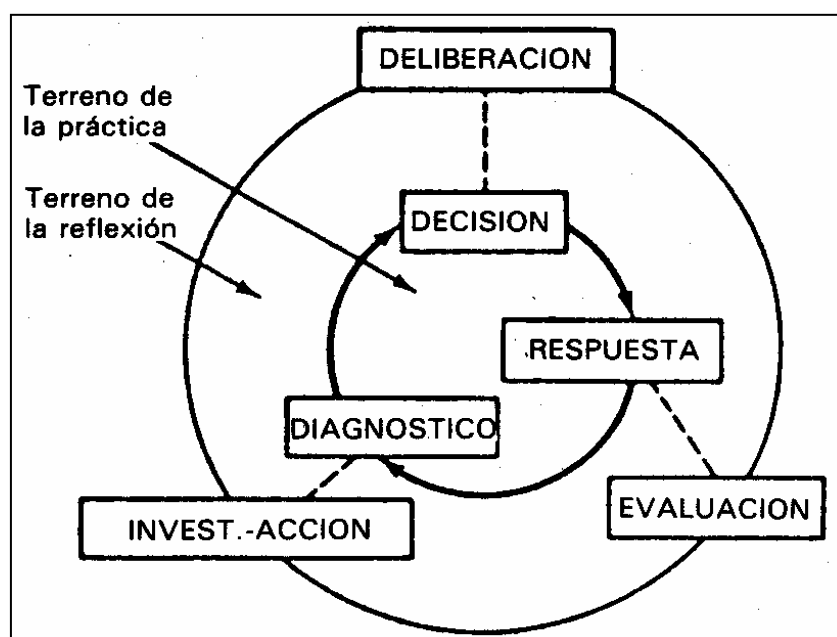 DELIBERACION
Terreno de
la práctica
Terreno de
la reflexión
DECISION
RESPUESTA
DIAGNOSTICO
EVALUACION
INVEST.-ACCION